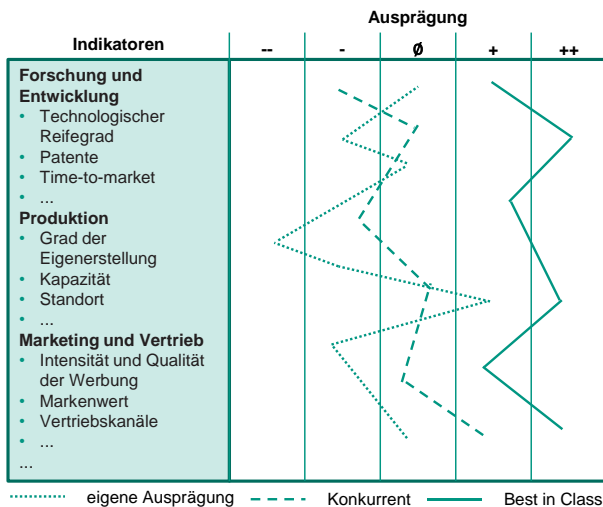 Ausprägung
Indikatoren -- - Ø + ++
Forschung und
Entwicklung
• Technologischer
Reifegrad
• Patente
• Time-to-market
• ...
Produktion
• Grad der
Eigenerstellung
• Kapazität
• Standort
• ...
Marketing und Vertrieb
• Intensität und Qualität
der Werbung
• Markenwert
• Vertriebskanäle
• ...
...
eigene Ausprägung Konkurrent Best in Class